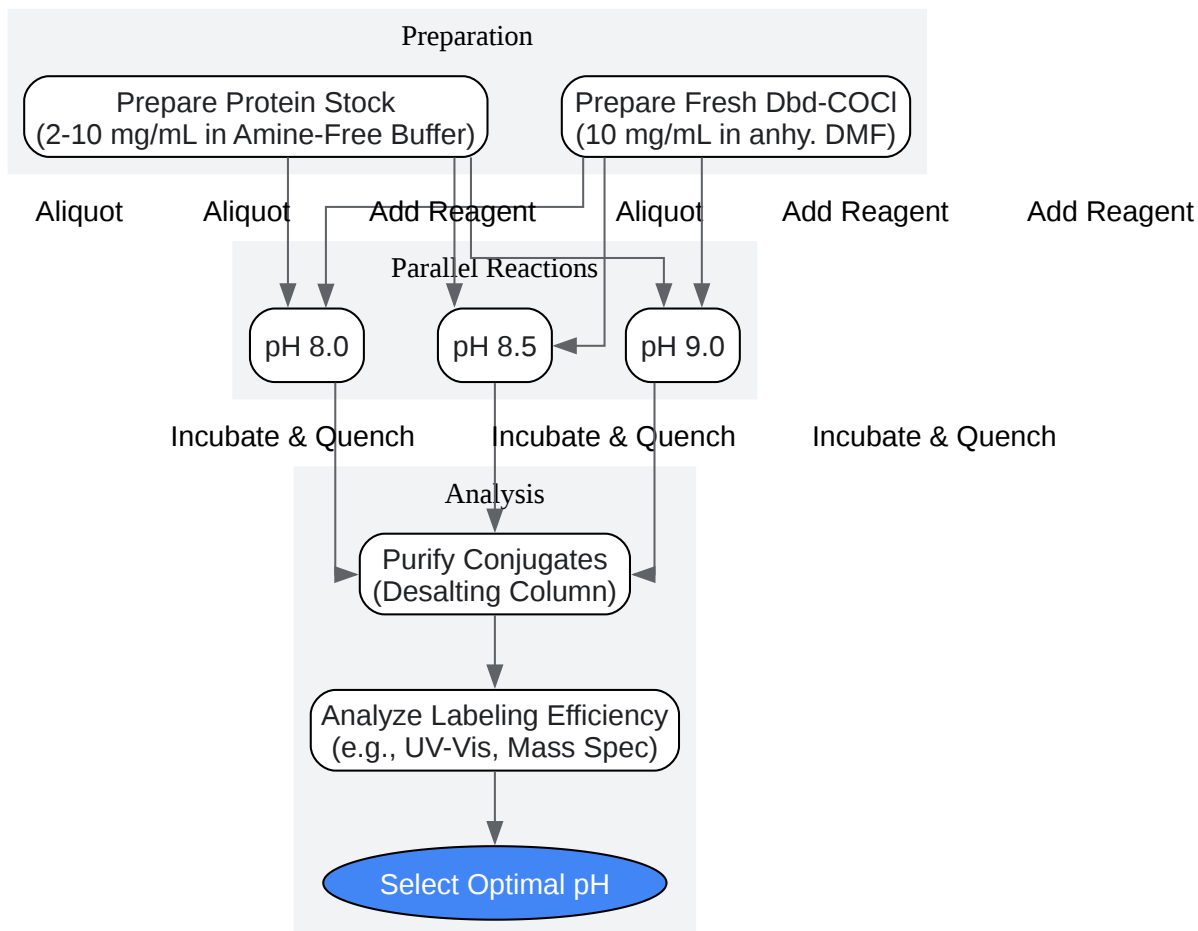 Preparation
Prepare Protein Stock
(2-10 mg/mL in Amine-Free Buffer)
Prepare Fresh Dbd-COCl
(10 mg/mL in anhy. DMF)
Aliquot
Aliquot
Add Reagent
Aliquot
Add Reagent
Add Reagent
Parallel Reactions
pH 8.0
pH 8.5
pH 9.0
Incubate & Quench
Incubate & Quench
Incubate & Quench
Analysis
Purify Conjugates
(Desalting Column)
Analyze Labeling Efficiency
(e.g., UV-Vis, Mass Spec)
Select Optimal pH